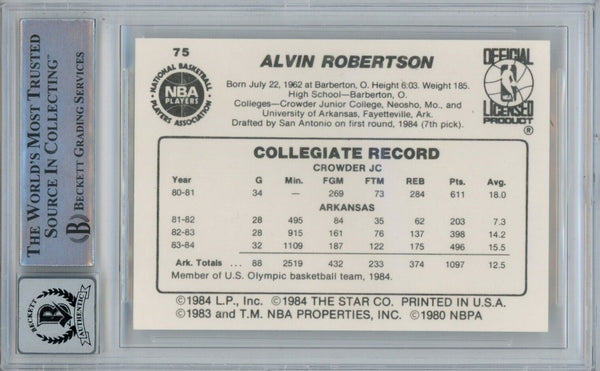 75
ALVIN ROBERTSON
OFFICIAL
NBA
LICENSED
PRODUCT
®
NATIONAL BASKETBALL
NBA
PLAYERS
PLAYERS ASSOCIATION
Born July 22, 1962 at Barberton, O. Height 6:03. Weight 185.
High School—Barberton, O.
Colleges—Crowder Junior College, Neosho, Mo., and
University of Arkansas, Fayetteville, Ark.
Drafted by San Antonio on first round, 1984 (7th pick).
COLLEGIATE RECORD
CROWDER JC
Year G Min. FGM FTM REB Pts. Avg.
80-81 34 — 269 73 284 611 18.0
ARKANSAS
81-82 28 495 84 35 62 203 7.3
82-83 28 915 161 76 137 398 14.2
83-84 32 1109 187 122 175 496 15.5
Ark. Totals 88 2519 432 233 374 1097 12.5
Member of U.S. Olympic basketball team, 1984.
©1984 L.P., Inc. ©1984 THE STAR CO. PRINTED IN U.S.A.
©1983 and T.M. NBA PROPERTIES, INC. ©1980 NBPA
THE WORLD'S MOST TRUSTED
SOURCE IN COLLECTING™
BECKETT GRADING SERVICES
B
BECKETT
AUTHENTIC